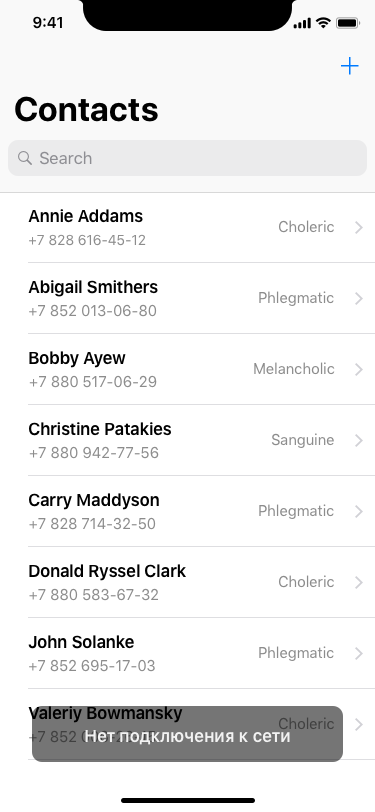 9:41
Contacts
Search
Annie Addams
Choleric
+7 828 616-45-12
Abigail Smithers
Phlegmatic
+7 852 013-06-80
Bobby Ayew
Melancholic
+7 880 517-06-29
Christine Patakies
Sanguine
+7 880 942-77-56
Carry Maddyson
Phlegmatic
+7 828 714-32-50
Donald Ryssel Clark
Choleric
+7 880 583-67-32
John Solanke
Phlegmatic
+7 852 695-17-03
Valeriy Bowmansky
Choleric
+7 852
Нет подключения к сети